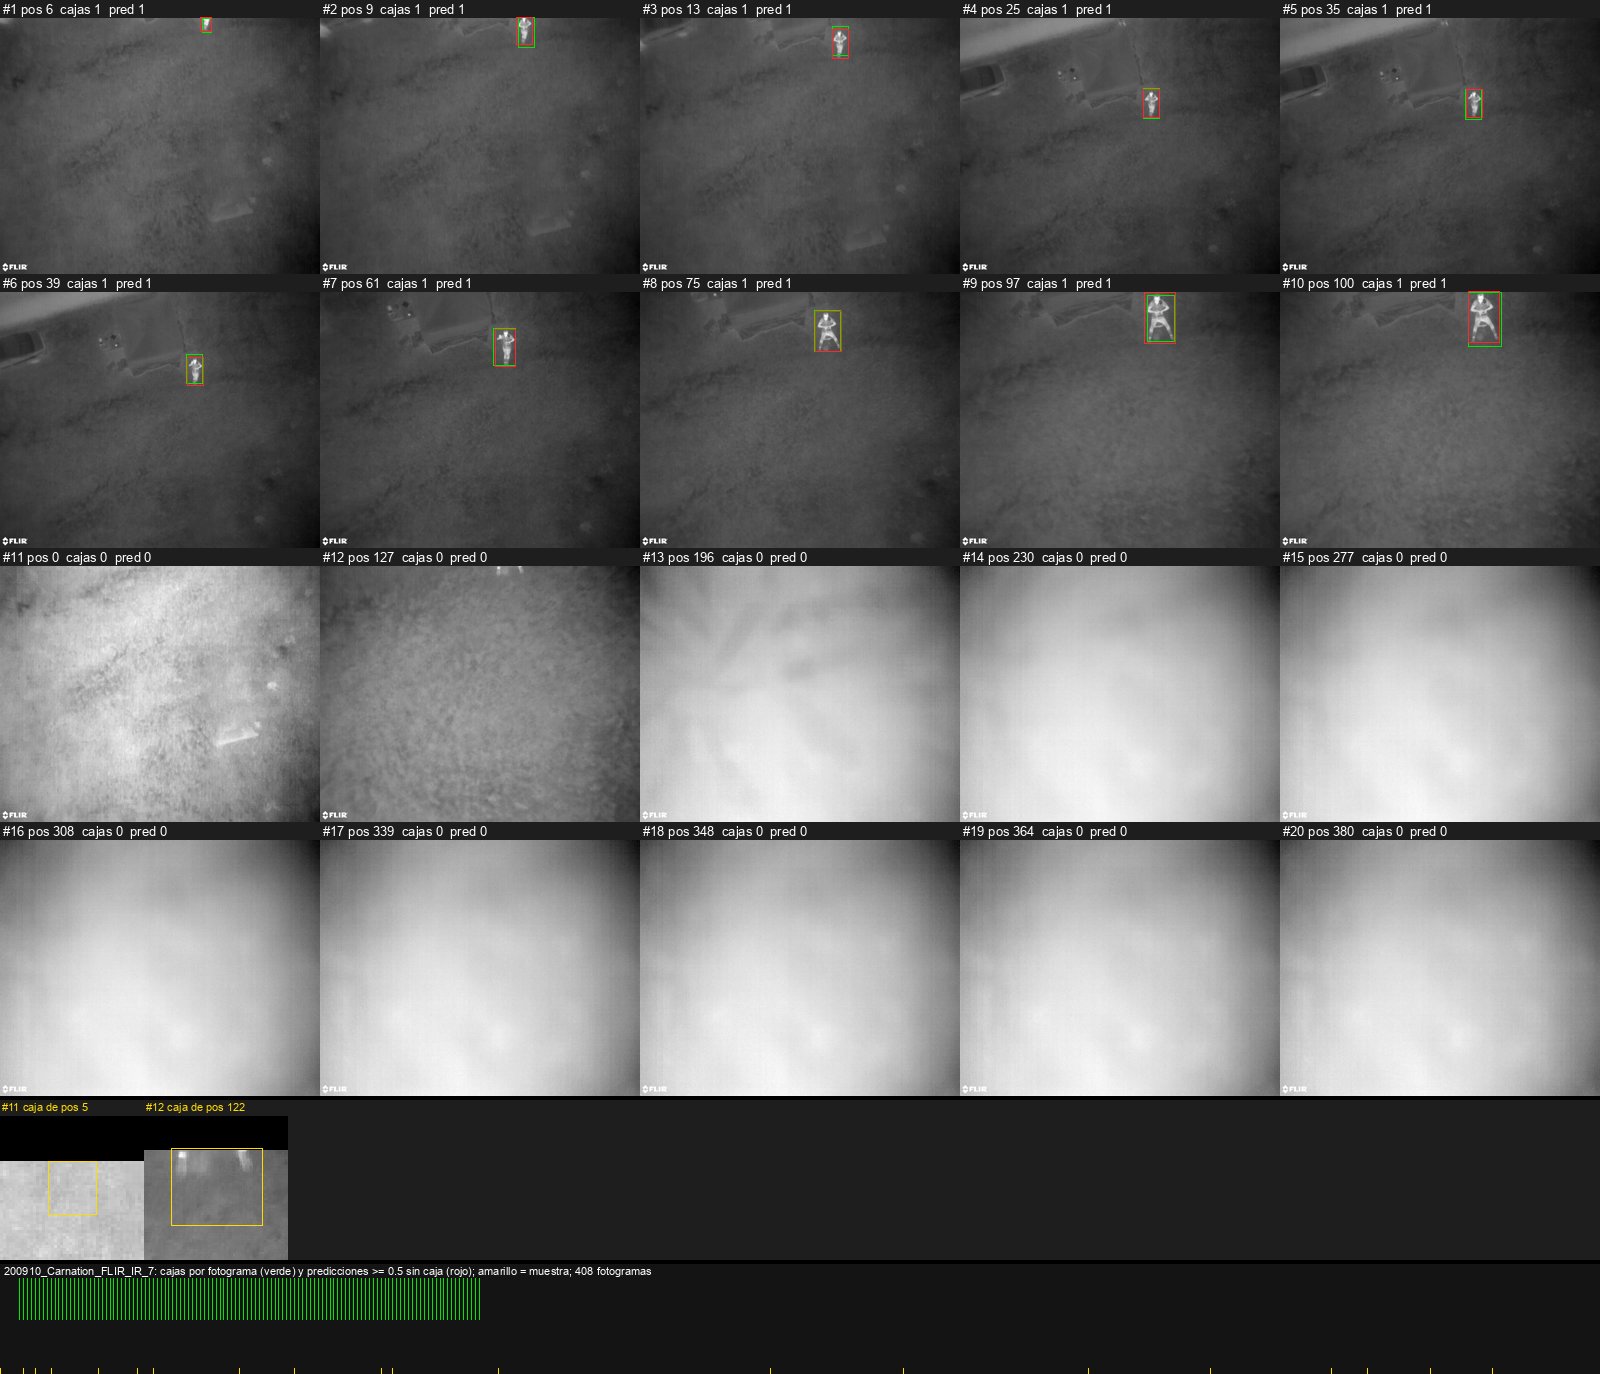 #1 pos 6 cajas 1 pred 1
#2 pos 9 cajas 1 pred 1
#3 pos 13 cajas 1 pred 1
#4 pos 25 cajas 1 pred 1
#5 pos 35 cajas 1 pred 1
FLIR
FLIR
FLIR
FLIR
FLIR
#6 pos 39 cajas 1 pred 1
#7 pos 61 cajas 1 pred 1
#8 pos 75 cajas 1 pred 1
#9 pos 97 cajas 1 pred 1
#10 pos 100 cajas 1 pred 1
FLIR
FLIR
FLIR
FLIR
FLIR
#11 pos 0 cajas 0 pred 0
#12 pos 127 cajas 0 pred 0
#13 pos 196 cajas 0 pred 0
#14 pos 230 cajas 0 pred 0
#15 pos 277 cajas 0 pred 0
FLIR
FLIR
FLIR
FLIR
FLIR
#16 pos 308 cajas 0 pred 0
#17 pos 339 cajas 0 pred 0
#18 pos 348 cajas 0 pred 0
#19 pos 364 cajas 0 pred 0
#20 pos 380 cajas 0 pred 0
FLIR
FLIR
FLIR
FLIR
FLIR
#11 caja de pos 5
#12 caja de pos 122
200910_Carnation_FLIR_IR_7: cajas por fotograma (verde) y predicciones >= 0.5 sin caja (rojo); amarillo = muestra; 408 fotogramas